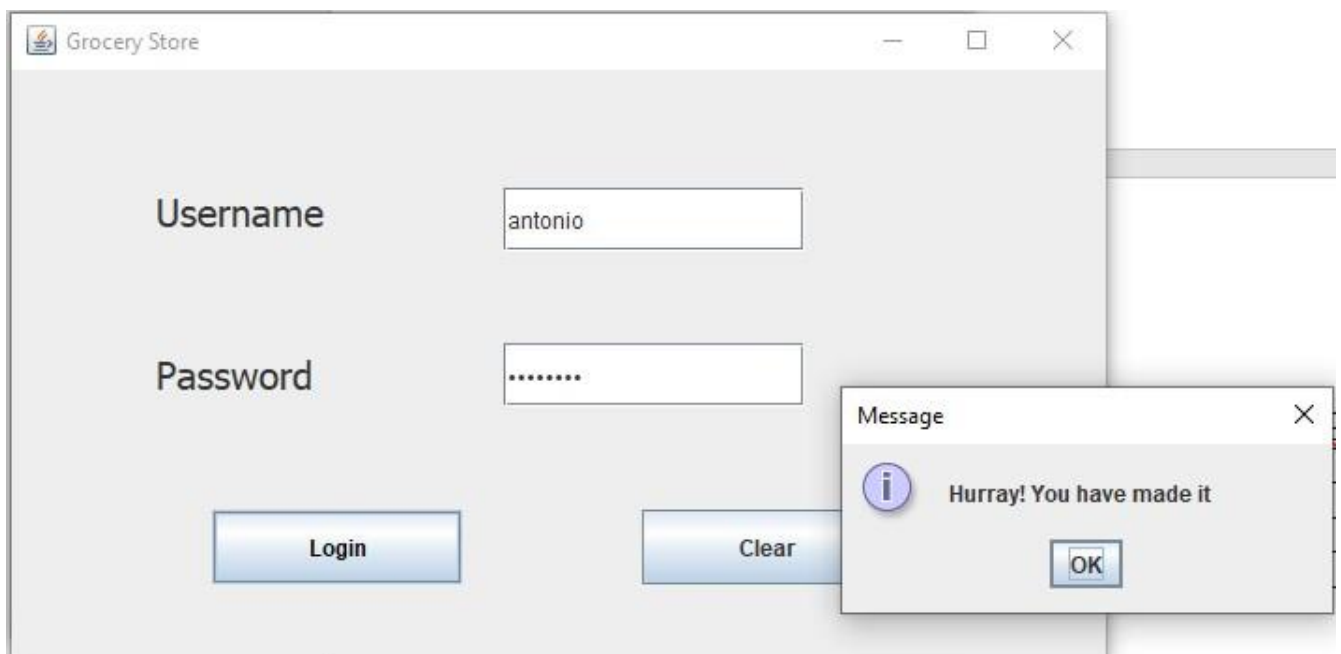 Grocery Store
Username
antonio
Password
••••••••
Message
Hurray! You have made it
Login
Clear
OK